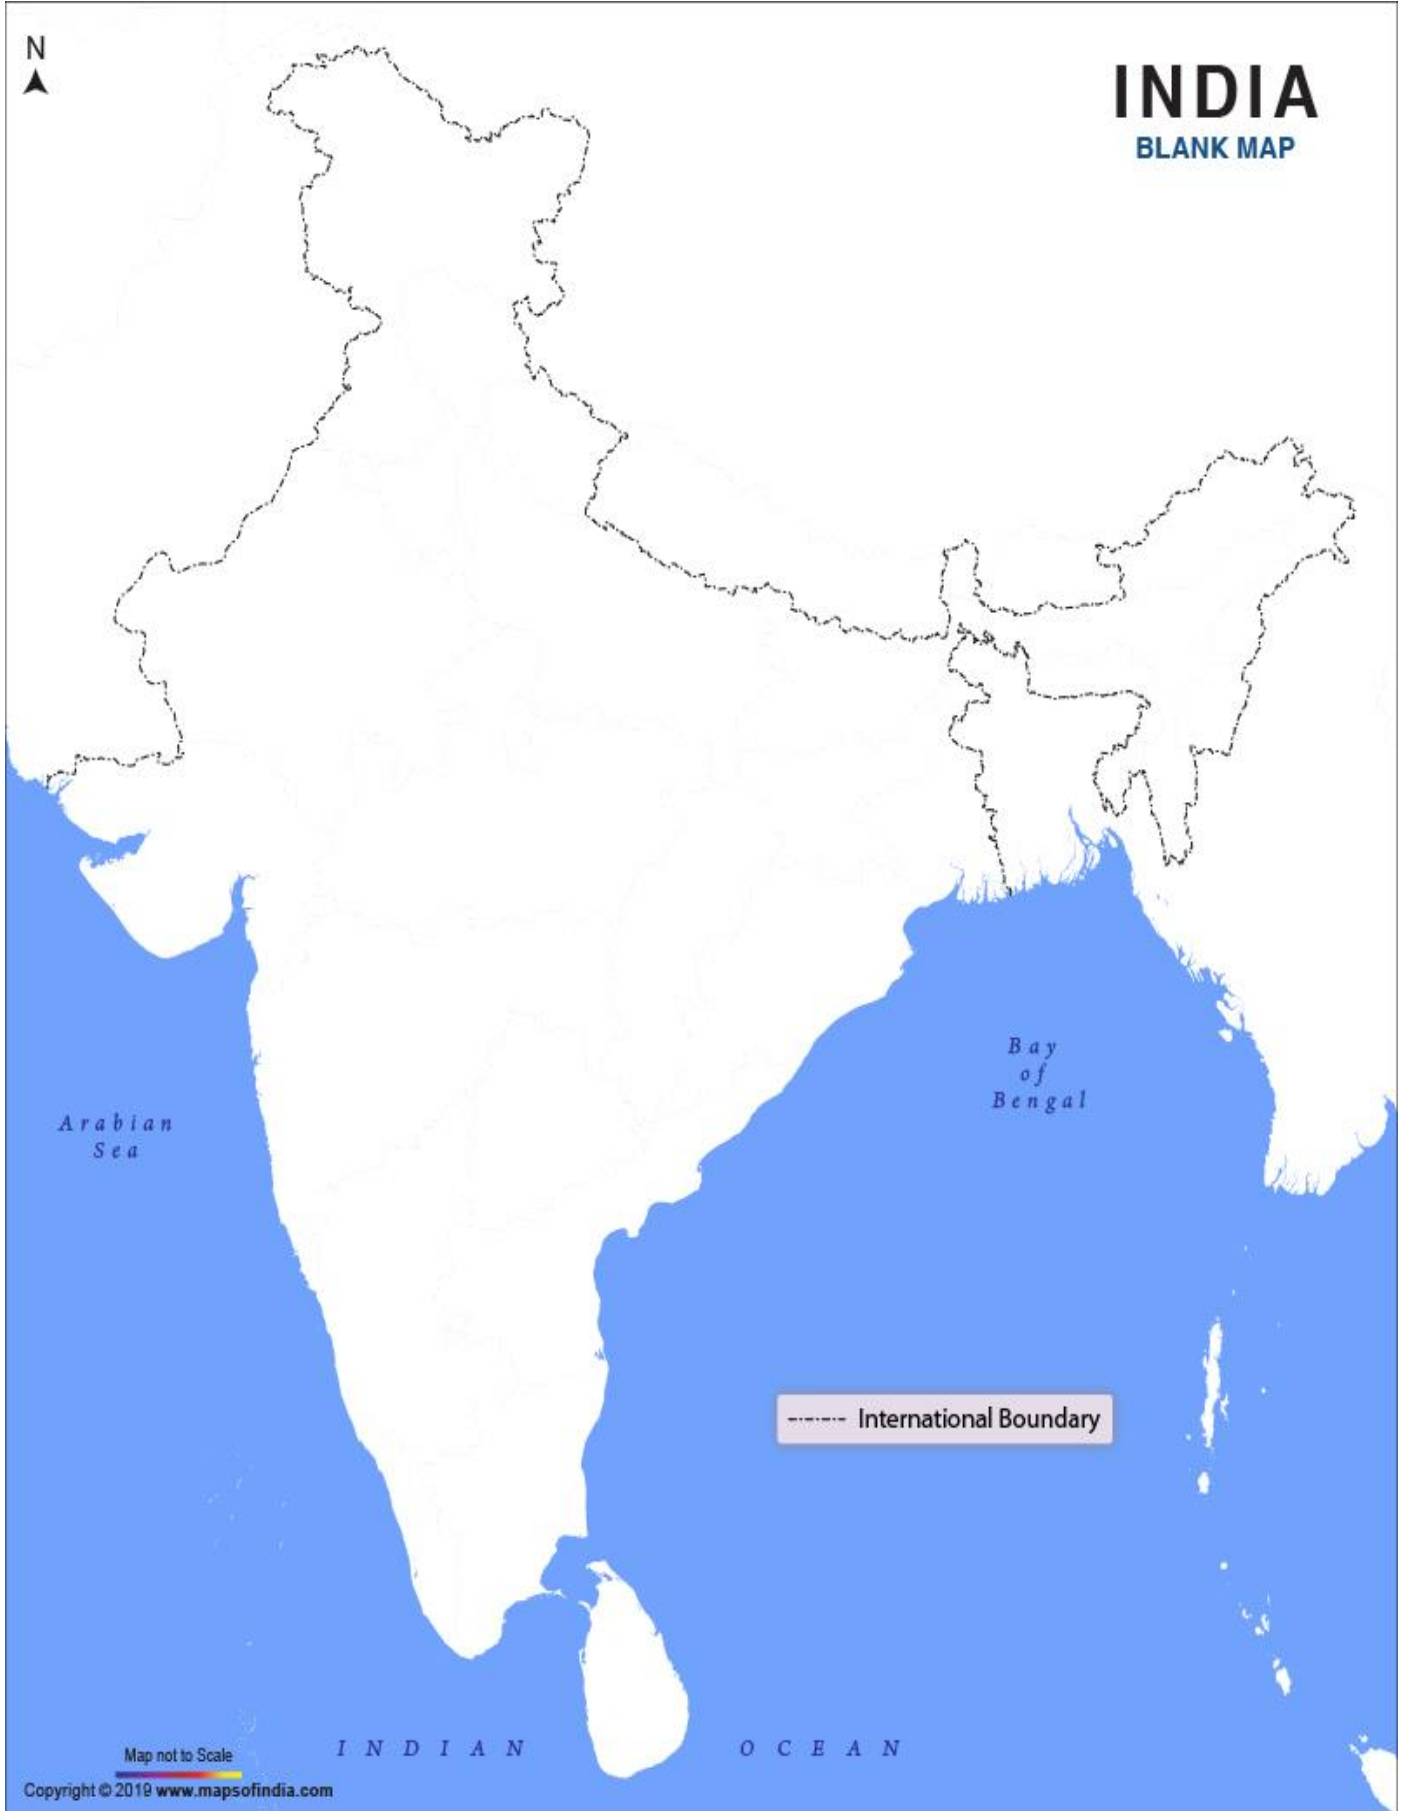 N
INDIA
BLANK MAP
Bay
of
Bengal
Arabian
Sea
International Boundary
INDIAN OCEAN
Map not to Scale
Copyright © 2019 www.mapsofindia.com